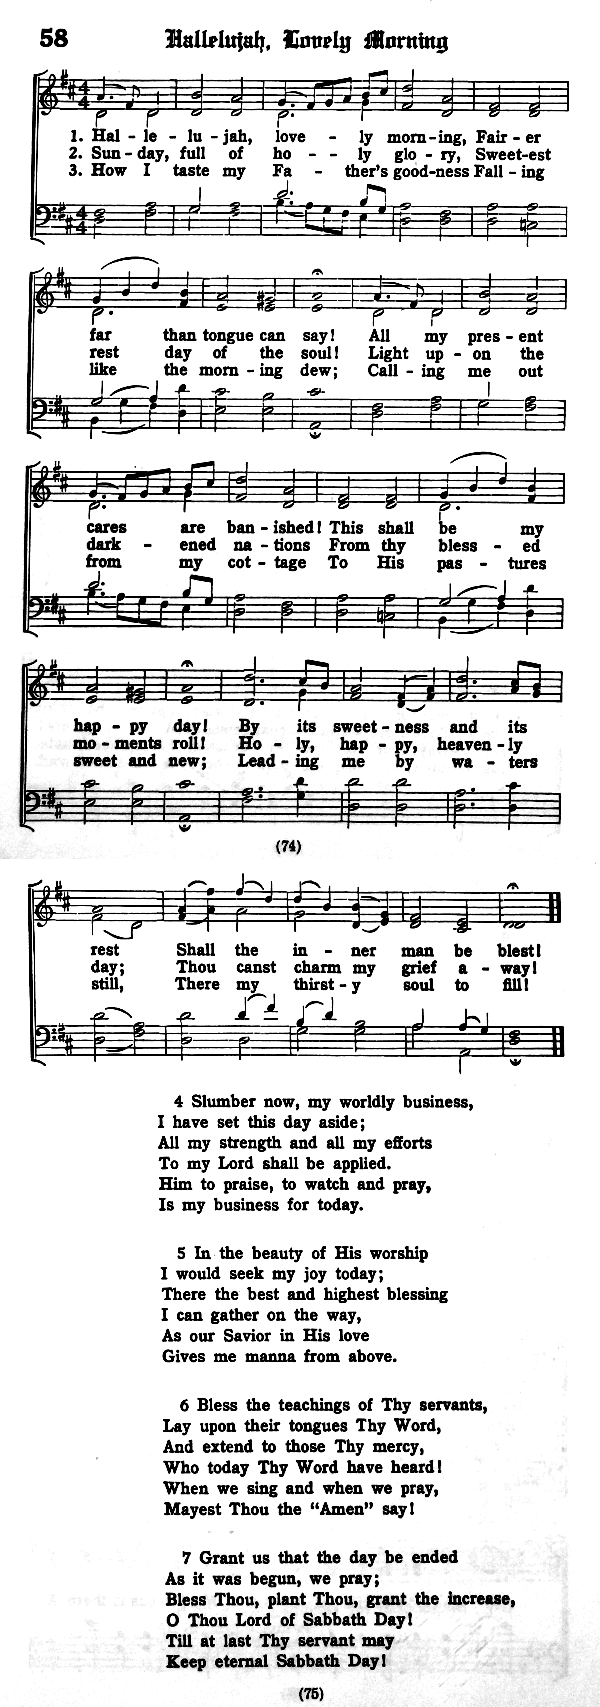 58 Hallelujah, Lovely Morning
1. Hal - le - lu - jah, love - ly morn-ing, Fair - er
2. Sun - day, full of ho - - ly glo - ry, Sweet-est
3. How I taste my Fa - ther's good-ness Fall - ing
far than tongue can say! All my pres - ent
rest day of the soul! Light up - on the
like the morn - ing dew; Call - ing me out
cares are ban - ished! This shall be my
dark - ened na - tions From thy bless - ed
from my cot - tage To His pas - tures
hap - py day! By its sweet - ness and its
mo - ments roll! Ho - ly, hap - py, heaven - ly
sweet and new; Lead - ing me by wa - ters
(74)
rest Shall the in - ner man be blest!
day; Thou canst charm my grief a - way!
still, There my thirst - y soul to fill!
4 Slumber now, my worldly business,
I have set this day aside;
All my strength and all my efforts
To my Lord shall be applied.
Him to praise, to watch and pray,
Is my business for today.
5 In the beauty of His worship
I would seek my joy today;
There the best and highest blessing
I can gather on the way,
As our Savior in His love
Gives me manna from above.
6 Bless the teachings of Thy servants,
Lay upon their tongues Thy Word,
And extend to those Thy mercy,
Who today Thy Word have heard!
When we sing and when we pray,
Mayest Thou the "Amen" say!
7 Grant us that the day be ended
As it was begun, we pray;
Bless Thou, plant Thou, grant the increase,
O Thou Lord of Sabbath Day!
Till at last Thy servant may
Keep eternal Sabbath Day!
(75)